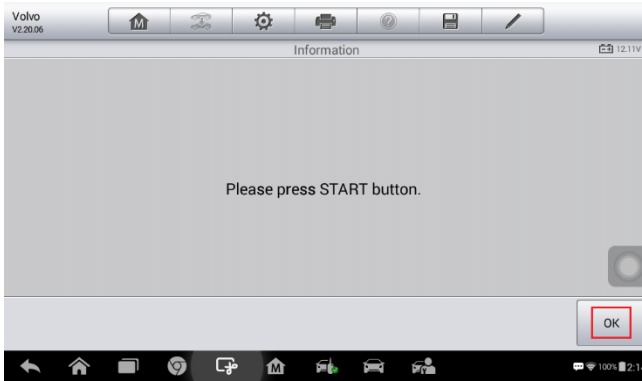 Volvo
V2.20.06
M
Information
12.11V
Please press START button.
OK
M
100%